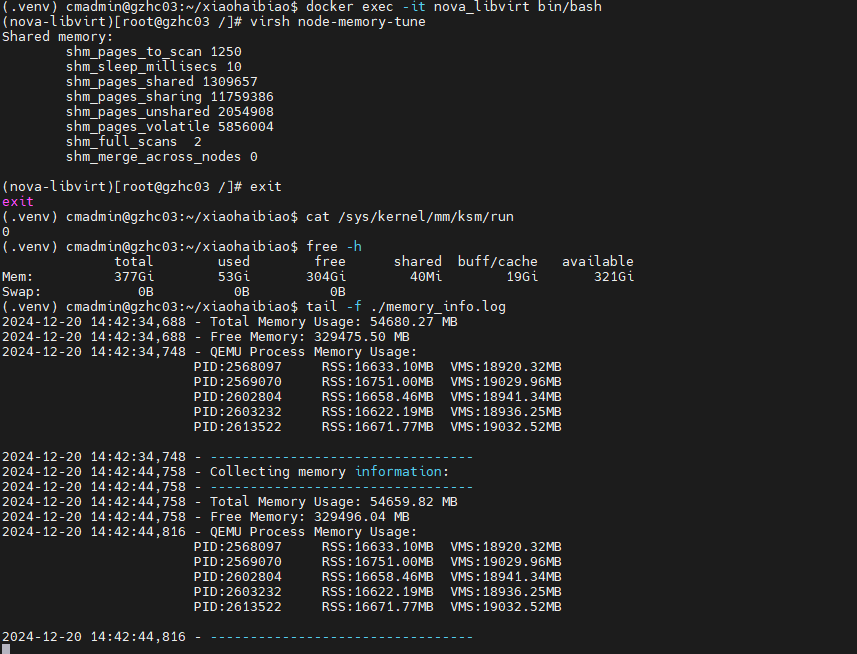 (.venv) cmadmin@gzhc03:~/xiaohaibiao$ docker exec -it nova_libvirt bin/bash
(nova-libvirt)[root@gzhc03 /]# virsh node-memory-tune
Shared memory:
        shm_pages_to_scan 1250
        shm_sleep_millisecs 10
        shm_pages_shared 1309657
        shm_pages_sharing 11759386
        shm_pages_unshared 2054908
        shm_pages_volatile 5856004
        shm_full_scans  2
        shm_merge_across_nodes 0
(nova-libvirt)[root@gzhc03 /]# exit
exit
(.venv) cmadmin@gzhc03:~/xiaohaibiao$ cat /sys/kernel/mm/ksm/run
0
(.venv) cmadmin@gzhc03:~/xiaohaibiao$ free -h
              total        used        free      shared  buff/cache   available
Mem:          377Gi        53Gi       304Gi        40Mi        19Gi       321Gi
Swap:            0B          0B          0B
(.venv) cmadmin@gzhc03:~/xiaohaibiao$ tail -f ./memory_info.log
2024-12-20 14:42:34,688 - Total Memory Usage: 54680.27 MB
2024-12-20 14:42:34,688 - Free Memory: 329475.50 MB
2024-12-20 14:42:34,748 - QEMU Process Memory Usage:
                        PID:2568097     RSS:16633.10MB  VMS:18920.32MB
                        PID:2569070     RSS:16751.00MB  VMS:19029.96MB
                        PID:2602804     RSS:16658.46MB  VMS:18941.34MB
                        PID:2603232     RSS:16622.19MB  VMS:18936.25MB
                        PID:2613522     RSS:16671.77MB  VMS:19032.52MB
2024-12-20 14:42:34,748 - ---------------------------------
2024-12-20 14:42:44,758 - Collecting memory information:
2024-12-20 14:42:44,758 - ---------------------------------
2024-12-20 14:42:44,758 - Total Memory Usage: 54659.82 MB
2024-12-20 14:42:44,758 - Free Memory: 329496.04 MB
2024-12-20 14:42:44,816 - QEMU Process Memory Usage:
                        PID:2568097     RSS:16633.10MB  VMS:18920.32MB
                        PID:2569070     RSS:16751.00MB  VMS:19029.96MB
                        PID:2602804     RSS:16658.46MB  VMS:18941.34MB
                        PID:2603232     RSS:16622.19MB  VMS:18936.25MB
                        PID:2613522     RSS:16671.77MB  VMS:19032.52MB
2024-12-20 14:42:44,816 - ---------------------------------